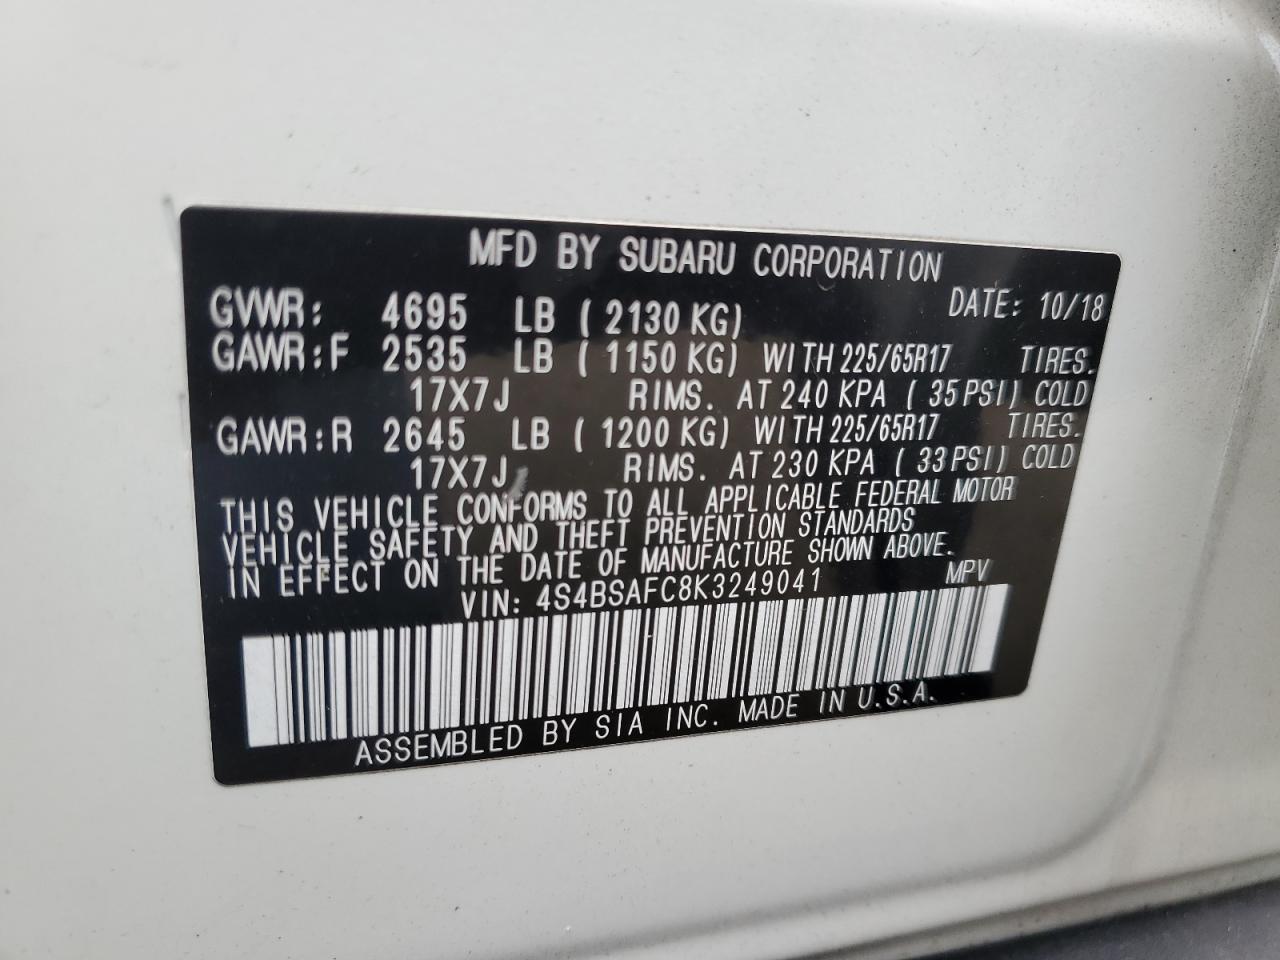 MFD BY SUBARU CORPORATION
DATE: 10/18
GVWR: 4695 LB (2130 KG)
GAWR:F 2535 LB (1150 KG) WITH 225/65R17 TIRES.
17X7J RIMS. AT 240 KPA (35 PSI) COLD
GAWR:R 2645 LB (1200 KG) WITH 225/65R17 TIRES.
17X7J RIMS. AT 230 KPA (33 PSI) COLD
THIS VEHICLE CONFORMS TO ALL APPLICABLE FEDERAL MOTOR
VEHICLE SAFETY AND THEFT PREVENTION STANDARDS
IN EFFECT ON THE DATE OF MANUFACTURE SHOWN ABOVE.
VIN: 4S4BSAFC8K3249041 MPV
ASSEMBLED BY SIA INC. MADE IN U.S.A.